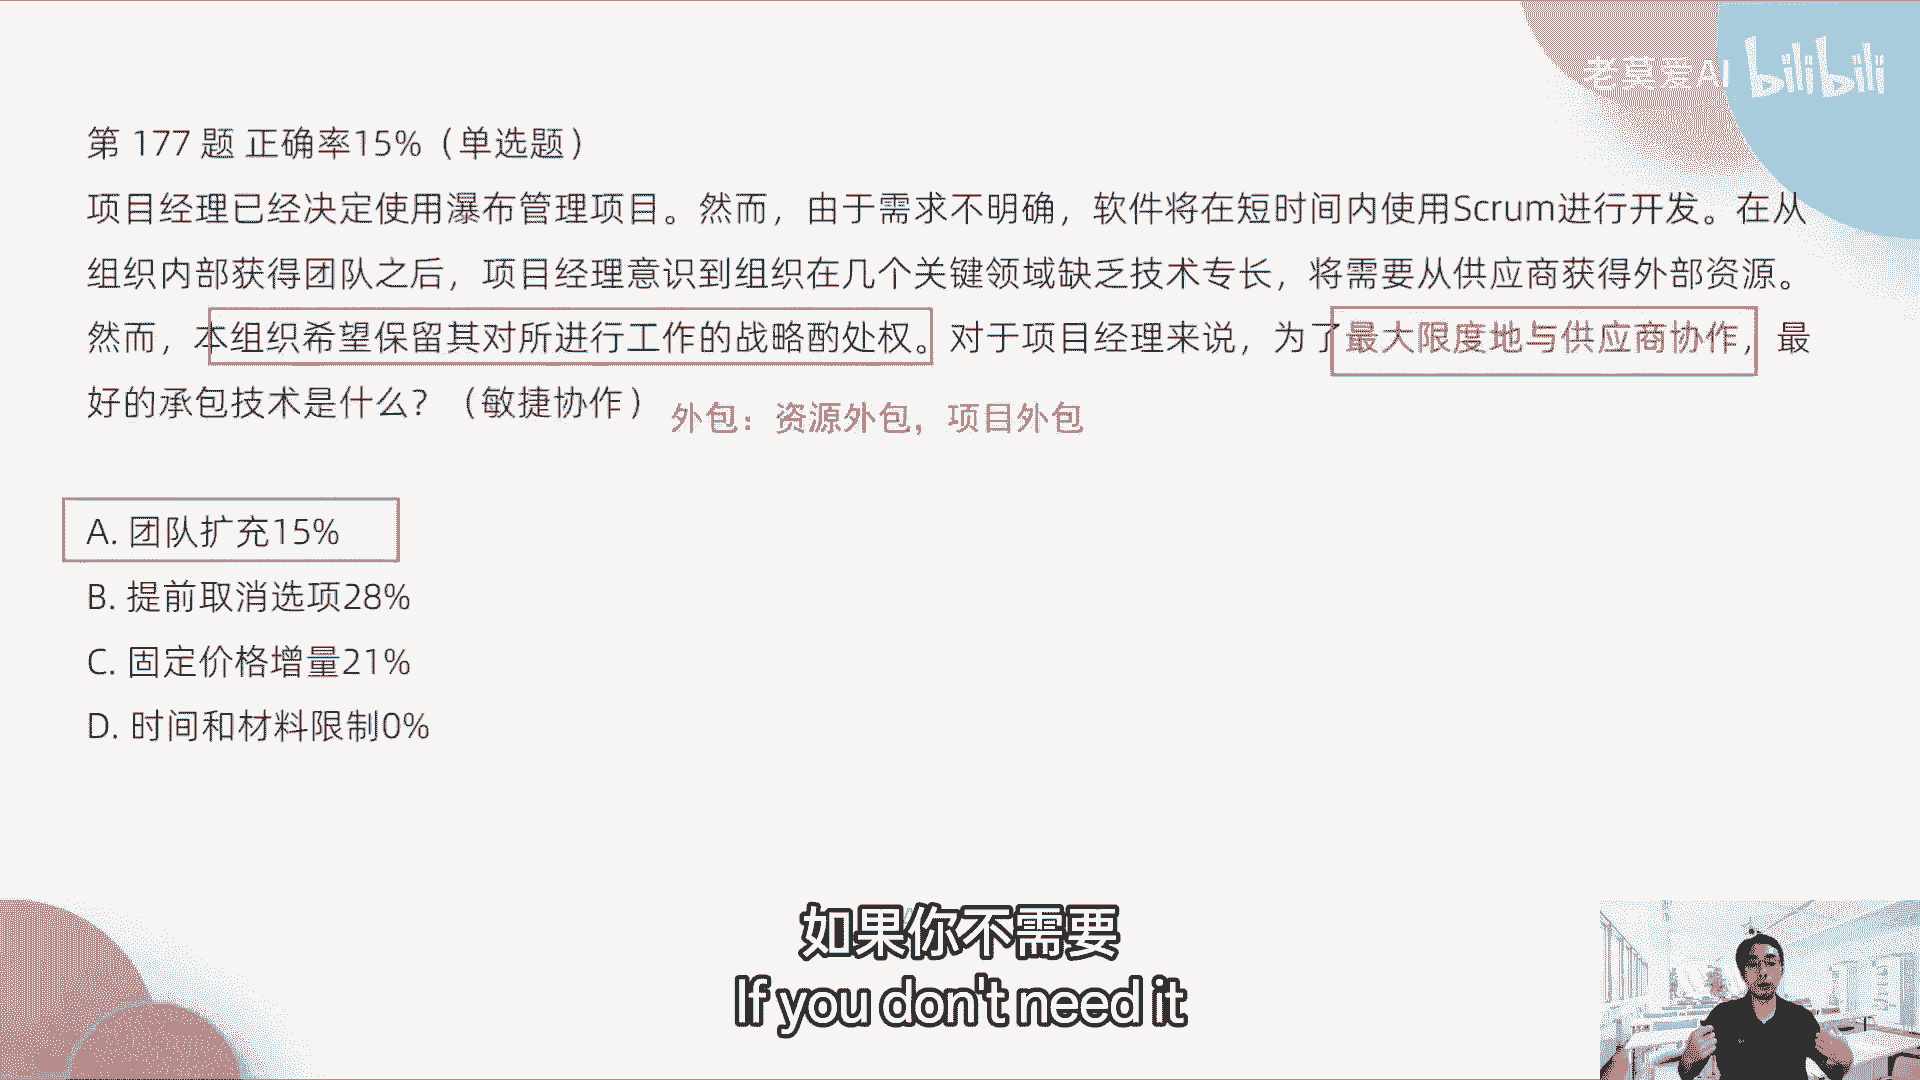 老莫爱AI bilibili
第 177 题 正确率15%（单选题）
项目经理已经决定使用瀑布管理项目。然而，由于需求不明确，软件将在短时间内使用Scrum进行开发。在从
组织内部获得团队之后，项目经理意识到组织在几个关键领域缺乏技术专长，将需要从供应商获得外部资源。
然而，本组织希望保留其对所进行工作的战略酌处权。对于项目经理来说，为了最大限度地与供应商协作，最
好的承包技术是什么？（敏捷协作）
外包：资源外包，项目外包
A. 团队扩充15%
B. 提前取消选项28%
C. 固定价格增量21%
D. 时间和材料限制0%
如果你不需要
If you don't need it